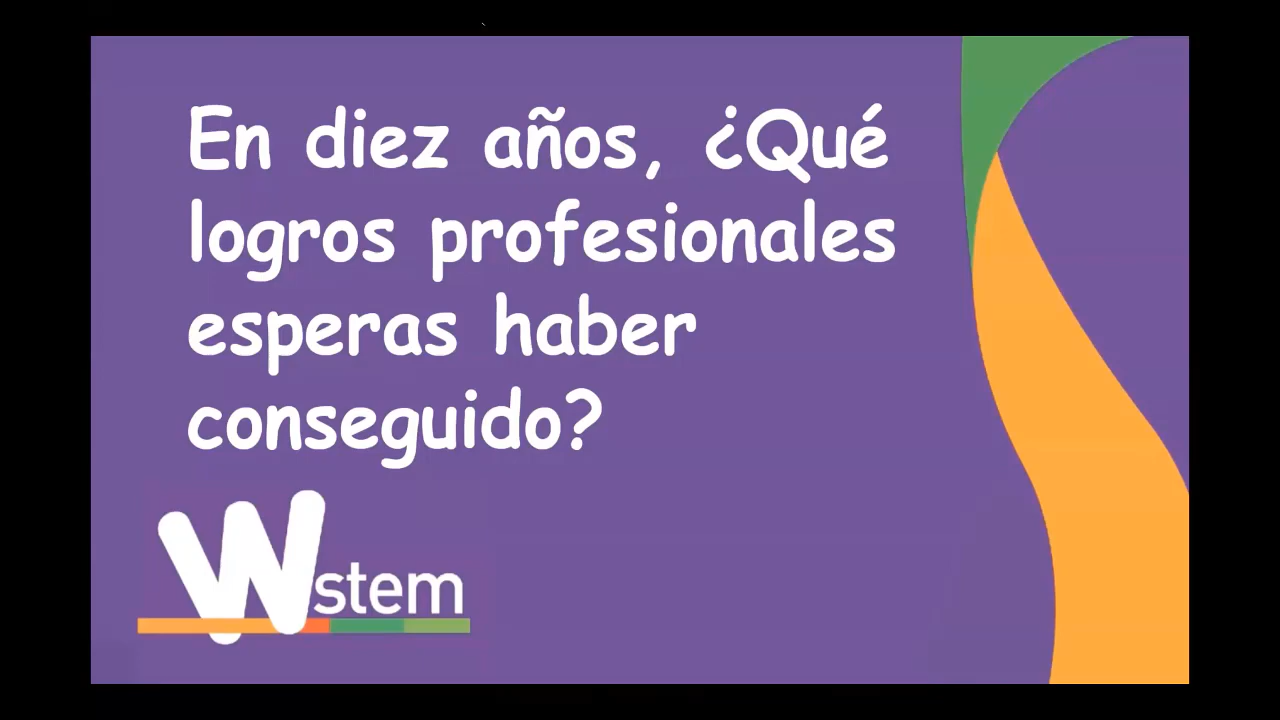 En diez años, ¿Qué
logros profesionales
esperas haber
conseguido?
Wstem